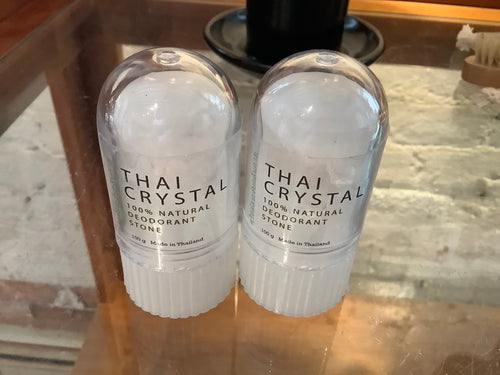 THAI
CRYSTAL
100% NATURAL
DEODORANT
STONE
100 g Made in Thailand
THAI
CRYSTAL
100% NATURAL
DEODORANT
STONE
100 g Made in Thailand